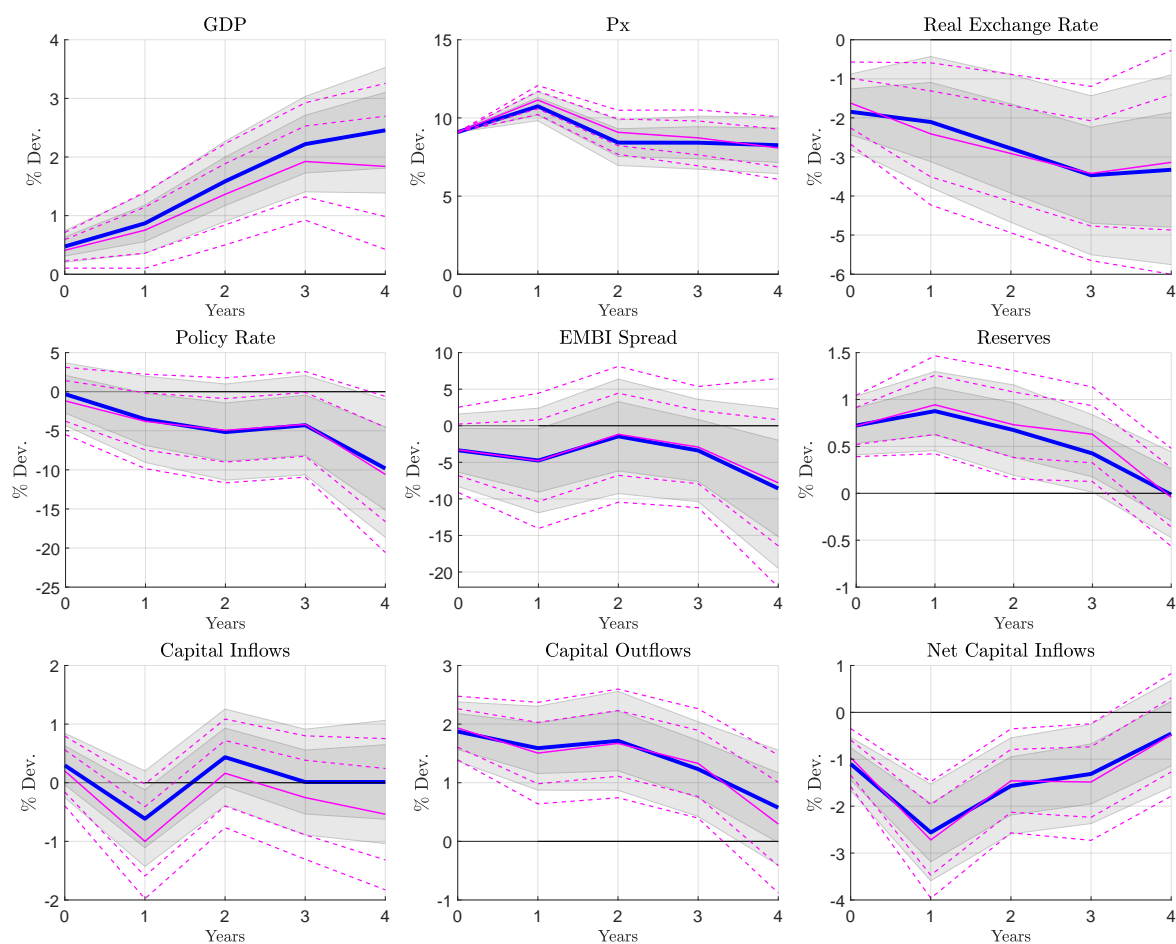 GDP
Px
Real Exchange Rate
4
3
2
1
0
% Dev.
0 1 2 3 4
Years
15
10
5
0
% Dev.
0 1 2 3 4
Years
0
-1
-2
-3
-4
-5
-6
% Dev.
0 1 2 3 4
Years
Policy Rate
EMBI Spread
Reserves
5
0
-5
-10
-15
-20
-25
% Dev.
0 1 2 3 4
Years
10
5
0
-5
-10
-15
-20
% Dev.
0 1 2 3 4
Years
1.5
1
0.5
0
-0.5
-1
% Dev.
0 1 2 3 4
Years
Capital Inflows
Capital Outflows
Net Capital Inflows
2
1
0
-1
-2
% Dev.
0 1 2 3 4
Years
3
2
1
0
-1
% Dev.
0 1 2 3 4
Years
1
0
-1
-2
-3
-4
% Dev.
0 1 2 3 4
Years